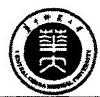 华中师范大学
CENTRAL CHINA NORMAL UNIVERSITY